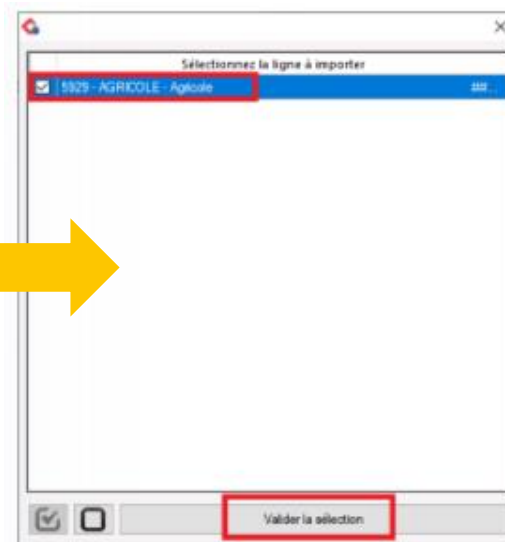 Sélectionnez la ligne à importer
5929 - AGRICOLE - Agricole ###...
Valider la sélection